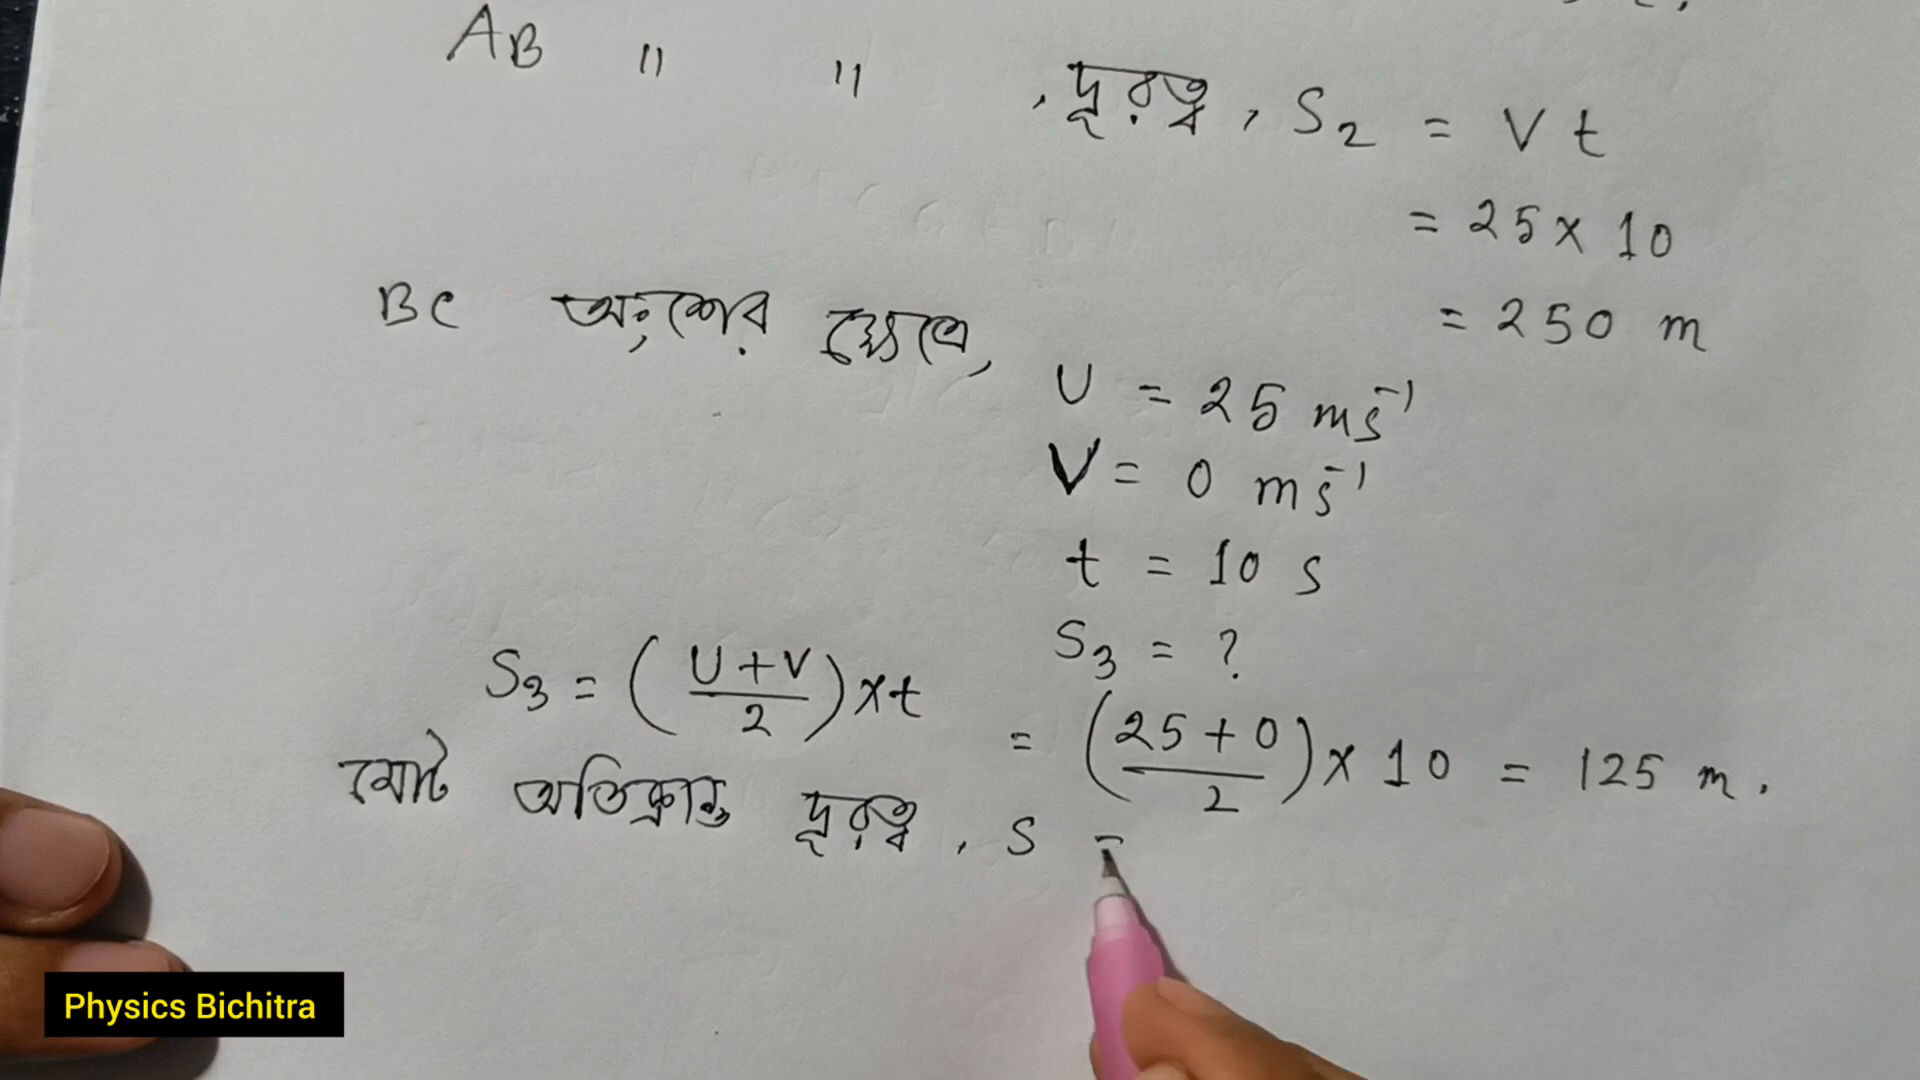 AB " " , দূরত্ব, S₂ = Vt
= 25 × 10
= 250 m
BC অংশের ক্ষেত্রে,
U = 25 ms⁻¹
V = 0 ms⁻¹
t = 10 s
S₃ = ?
S₃ = (U+V/2) × t
= (25+0/2) × 10 = 125 m.
মোট অতিক্রান্ত দূরত্ব, S =
Physics Bichitra